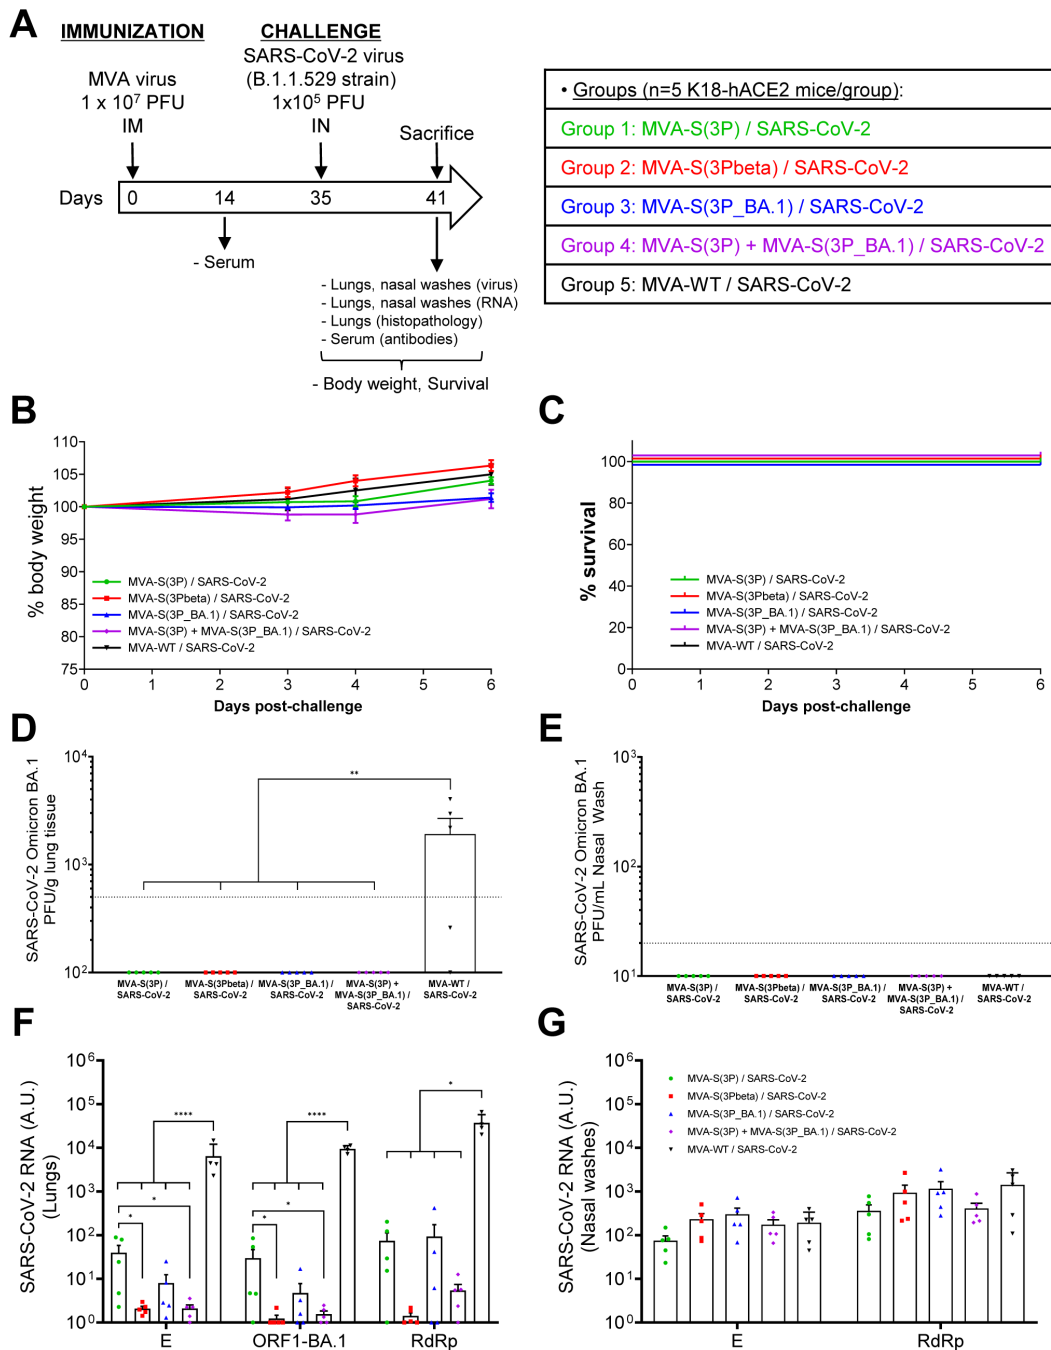 A
IMMUNIZATION
CHALLENGE
MVA virus
1 x 10⁷ PFU
IM
SARS-CoV-2 virus
(B.1.1.529 strain)
1x10⁵ PFU
IN
Sacrifice
Days
0
14
35
41
- Serum
- Lungs, nasal washes (virus)
- Lungs, nasal washes (RNA)
- Lungs (histopathology)
- Serum (antibodies)
- Body weight, Survival
• Groups (n=5 K18-hACE2 mice/group):
Group 1: MVA-S(3P) / SARS-CoV-2
Group 2: MVA-S(3Pbeta) / SARS-CoV-2
Group 3: MVA-S(3P_BA.1) / SARS-CoV-2
Group 4: MVA-S(3P) + MVA-S(3P_BA.1) / SARS-CoV-2
Group 5: MVA-WT / SARS-CoV-2
B
% body weight
110
105
100
95
90
85
80
75
MVA-S(3P) / SARS-CoV-2
MVA-S(3Pbeta) / SARS-CoV-2
MVA-S(3P_BA.1) / SARS-CoV-2
MVA-S(3P) + MVA-S(3P_BA.1) / SARS-CoV-2
MVA-WT / SARS-CoV-2
0 1 2 3 4 5 6
Days post-challenge
C
% survival
100
80
60
40
20
0
MVA-S(3P) / SARS-CoV-2
MVA-S(3Pbeta) / SARS-CoV-2
MVA-S(3P_BA.1) / SARS-CoV-2
MVA-S(3P) + MVA-S(3P_BA.1) / SARS-CoV-2
MVA-WT / SARS-CoV-2
0 1 2 3 4 5 6
Days post-challenge
D
SARS-CoV-2 Omicron BA.1
PFU/g lung tissue
10⁴
10³
10²
**
MVA-S(3P) /
SARS-CoV-2
MVA-S(3Pbeta) /
SARS-CoV-2
MVA-S(3P_BA.1) /
SARS-CoV-2
MVA-S(3P) +
MVA-S(3P_BA.1) /
SARS-CoV-2
MVA-WT /
SARS-CoV-2
E
SARS-CoV-2 Omicron BA.1
PFU/mL Nasal Wash
10³
10²
10¹
MVA-S(3P) /
SARS-CoV-2
MVA-S(3Pbeta) /
SARS-CoV-2
MVA-S(3P_BA.1) /
SARS-CoV-2
MVA-S(3P) +
MVA-S(3P_BA.1) /
SARS-CoV-2
MVA-WT /
SARS-CoV-2
F
SARS-CoV-2 RNA (A.U.)
(Lungs)
10⁶
10⁵
10⁴
10³
10²
10¹
10⁰
****
*
*
****
*
*
*
E
ORF1-BA.1
RdRp
G
SARS-CoV-2 RNA (A.U.)
(Nasal washes)
10⁶
10⁵
10⁴
10³
10²
10¹
10⁰
MVA-S(3P) / SARS-CoV-2
MVA-S(3Pbeta) / SARS-CoV-2
MVA-S(3P_BA.1) / SARS-CoV-2
MVA-S(3P) + MVA-S(3P_BA.1) / SARS-CoV-2
MVA-WT / SARS-CoV-2
E
RdRp